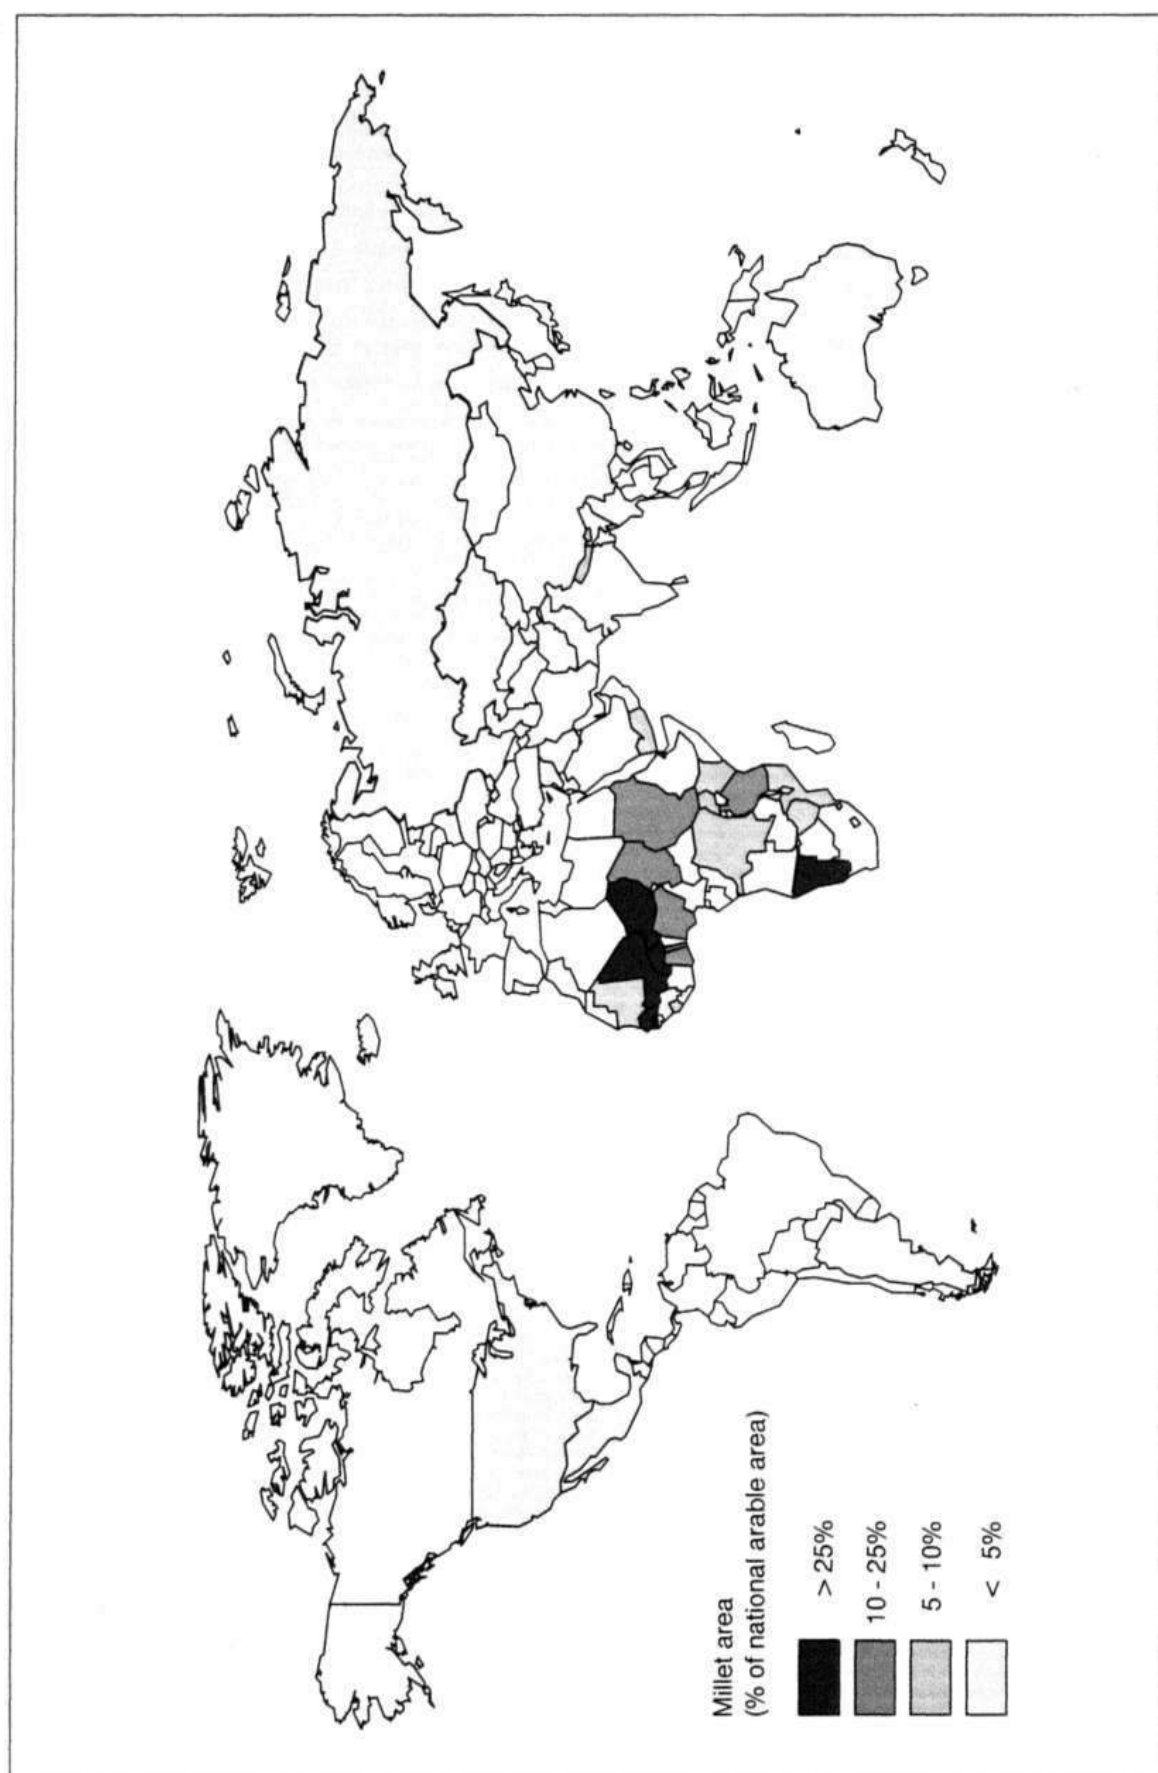 Millet area
(% of national arable area)
> 25%
10 - 25%
5 - 10%
< 5%